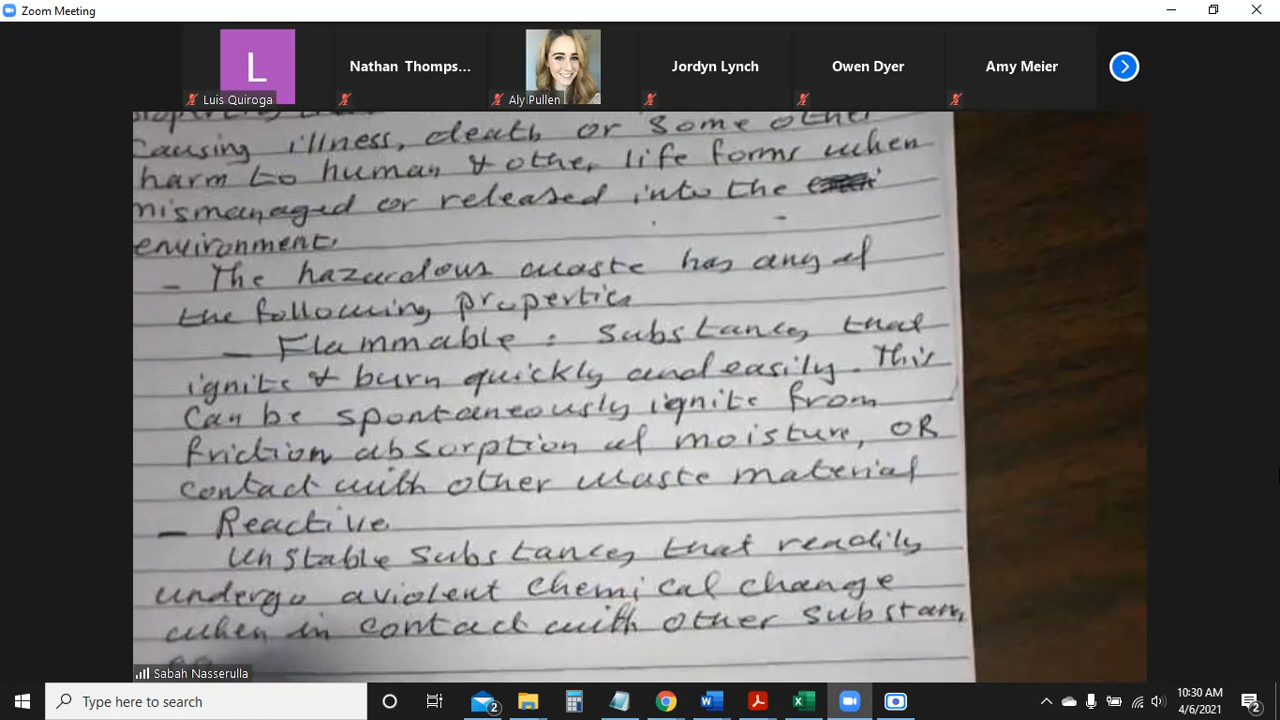 Zoom Meeting
L
Luis Quiroga
Nathan Thomps...
Aly Pullen
Jordyn Lynch
Owen Dyer
Amy Meier
causing illness, death or some other
harm to human & other life forms when
mismanaged or released into the
environment.
- The hazardous waste has any of
the following properties
- Flammable : Substances that
ignite & burn quickly and easily. This
can be spontaneously ignite from
friction absorption of moisture, OR
contact with other waste material
- Reactive
Unstable Substances that readily
undergo a violent chemical change
when in contact with other substan
Sabah Nasserulla
Type here to search
2
10:30 AM
4/6/2021
2